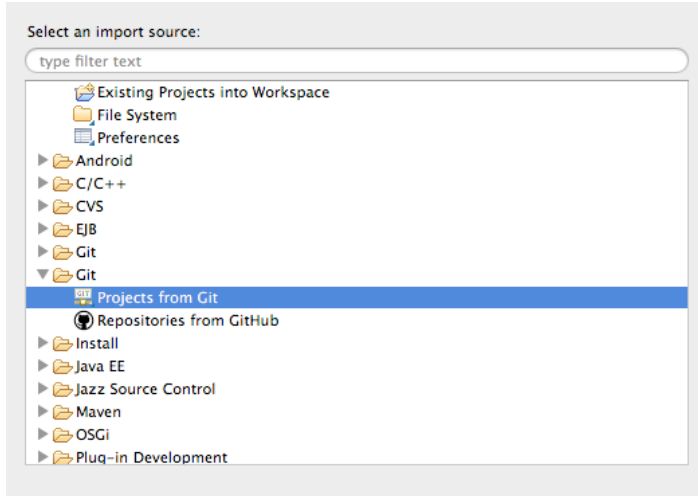 Select an import source:
type filter text
Existing Projects into Workspace
File System
Preferences
Android
C/C++
CVS
EJB
Git
Git
GIT
Projects from Git
Repositories from GitHub
Install
Java EE
Jazz Source Control
Maven
OSGi
Plug-in Development